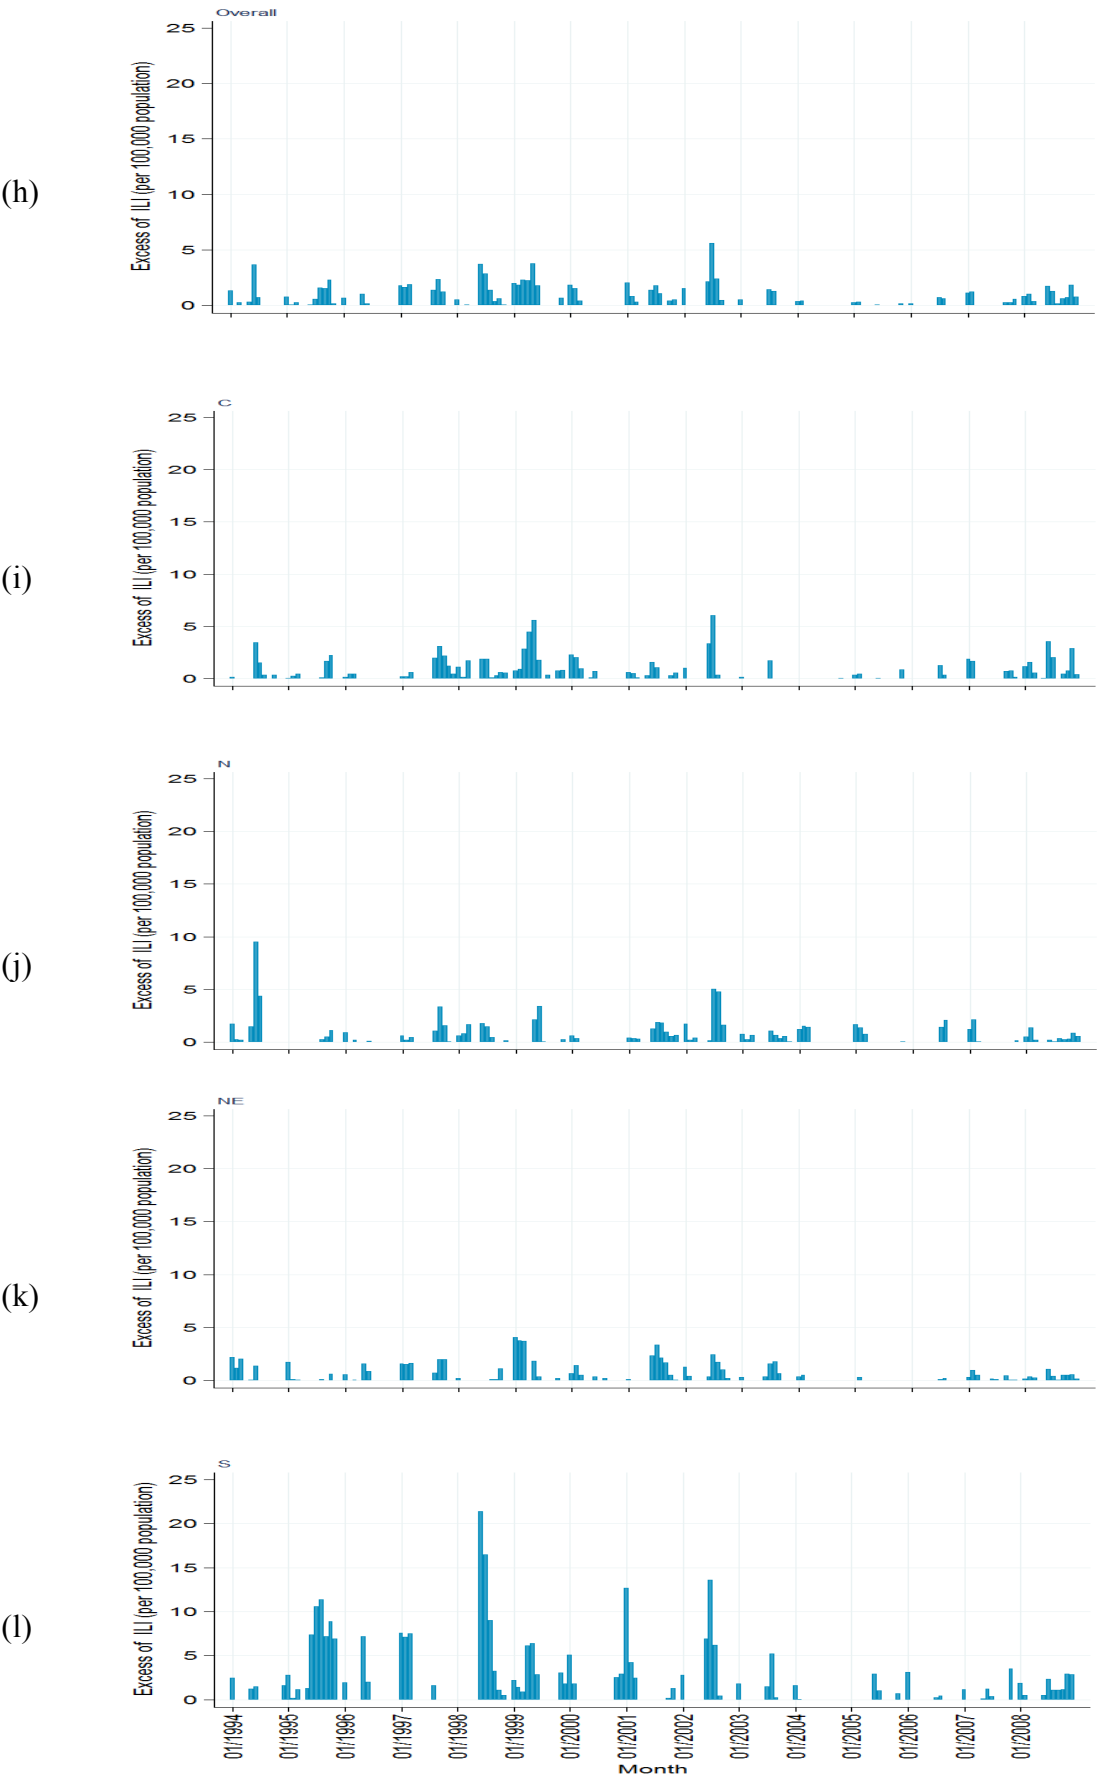 Overall
25
20
15
10
5
0
Excess of ILI (per 100,000 population)
(h)
C
25
20
15
10
5
0
Excess of ILI (per 100,000 population)
(i)
N
25
20
15
10
5
0
Excess of ILI (per 100,000 population)
(j)
NE
25
20
15
10
5
0
Excess of ILI (per 100,000 population)
(k)
S
25
20
15
10
5
0
Excess of ILI (per 100,000 population)
(l)
01/1994
01/1995
01/1996
01/1997
01/1998
01/1999
01/2000
01/2001
01/2002
01/2003
01/2004
01/2005
01/2006
01/2007
01/2008
Month